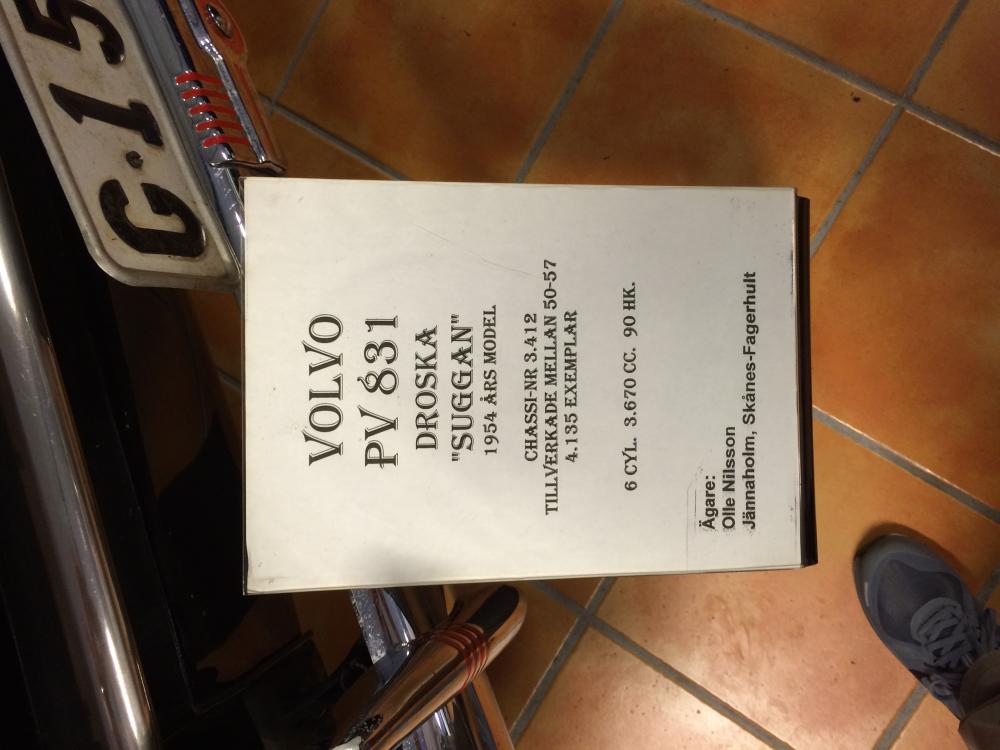 G·15
VOLVO
PV 831
DROSKA
"SUGGAN"
1954 ÅRS MODEL
CHASSI-NR 3.412
TILLVERKADE MELLAN 50-57
4.135 EXEMPLAR
6 CYL. 3.670 CC. 90 HK.
Ägare:
Olle Nilsson
Jännaholm, Skånes-Fagerhult